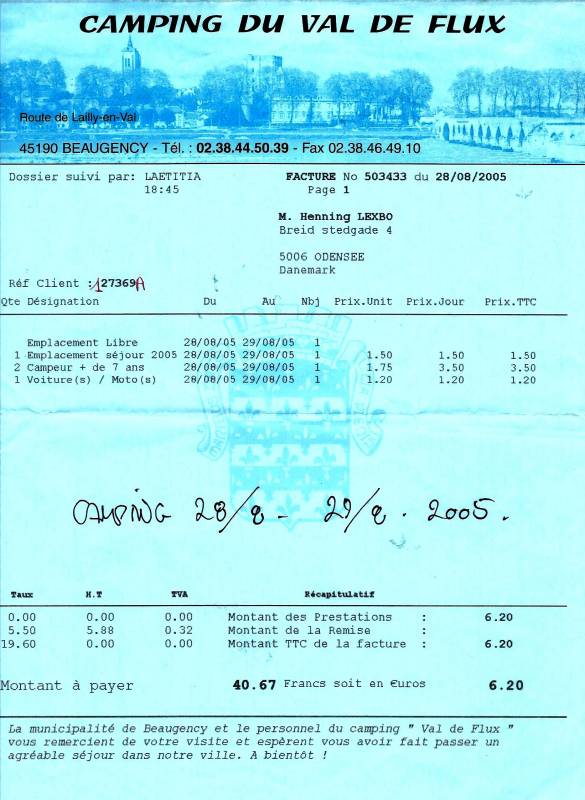 CAMPING DU VAL DE FLUX
Route de Lailly-en-Val
45190 BEAUGENCY - Tél. : 02.38.44.50.39 - Fax 02.38.46.49.10
Dossier suivi par: LAETITIA FACTURE No 503433 du 28/08/2005
18:45 Page 1
M. Henning LEXBO
Breid stedgade 4
5006 ODENSEE
Danemark
Réf Client :127369A
Qte Désignation Du Au Nbj Prix.Unit Prix.Jour Prix.TTC
Emplacement Libre 28/08/05 29/08/05 1
1 Emplacement séjour 2005 28/08/05 29/08/05 1 1.50 1.50 1.50
2 Campeur + de 7 ans 28/08/05 29/08/05 1 1.75 3.50 3.50
1 Voiture(s) / Moto(s) 28/08/05 29/08/05 1 1.20 1.20 1.20
CAMPING 28/8 - 29/8 . 2005.
Taux H.T TVA Récapitulatif
0.00 0.00 0.00 Montant des Prestations : 6.20
5.50 5.88 0.32 Montant de la Remise :
19.60 0.00 0.00 Montant TTC de la facture : 6.20
Montant à payer 40.67 Francs soit en €uros 6.20
La municipalité de Beaugency et le personnel du camping " Val de Flux "
vous remercient de votre visite et espèrent vous avoir fait passer un
agréable séjour dans notre ville. A bientôt !